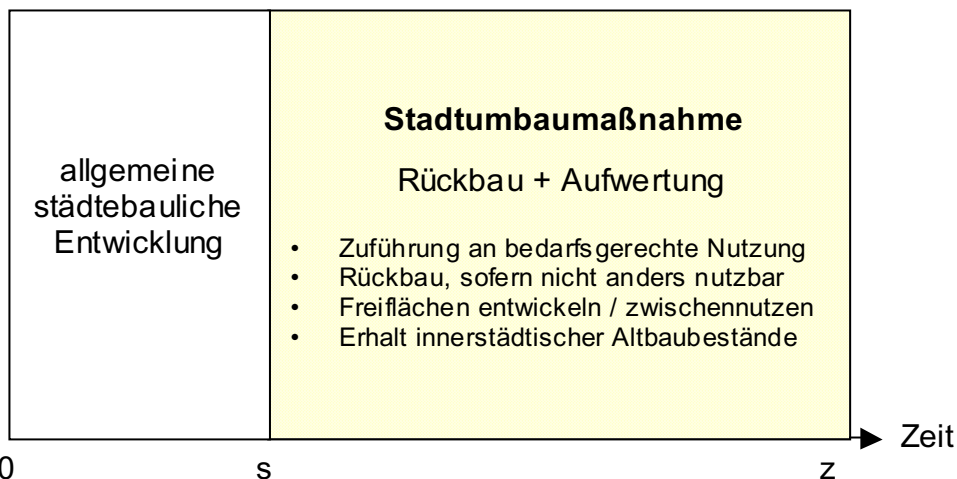 allgemeine
städtebauliche
Entwicklung
Stadtumbaumaßnahme
Rückbau + Aufwertung
• Zuführung an bedarfsgerechte Nutzung
• Rückbau, sofern nicht anders nutzbar
• Freiflächen entwickeln / zwischennutzen
• Erhalt innerstädtischer Altbaubestände
Zeit
0 s z